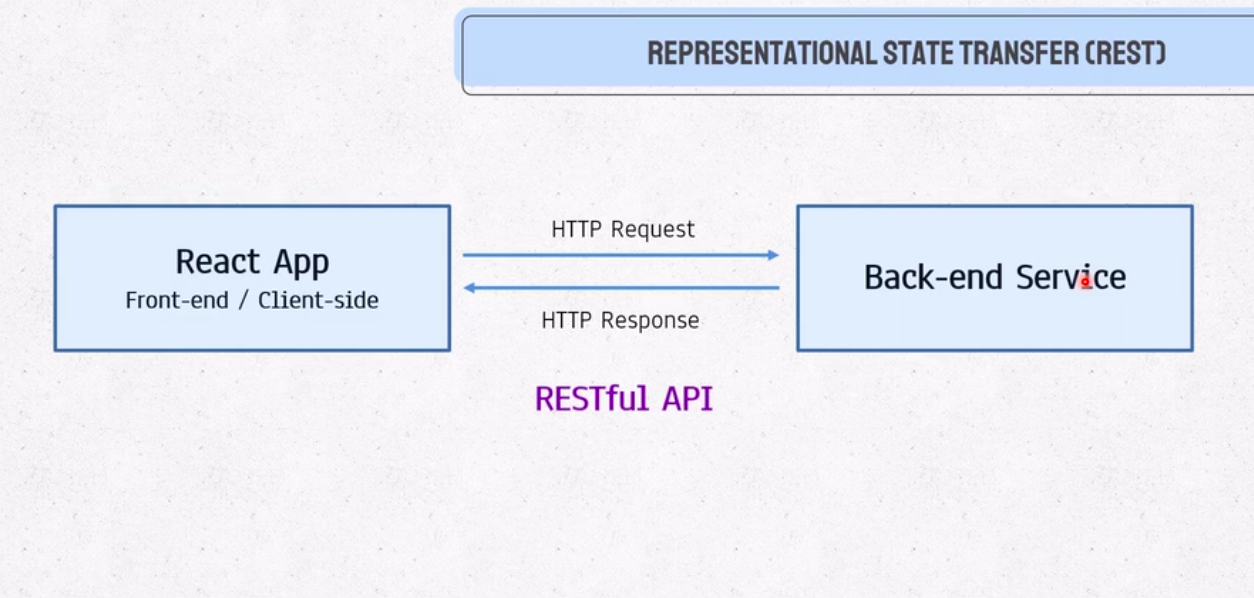 REPRESENTATIONAL STATE TRANSFER (REST)
React App
Front-end / Client-side
HTTP Request
HTTP Response
Back-end Service
RESTful API